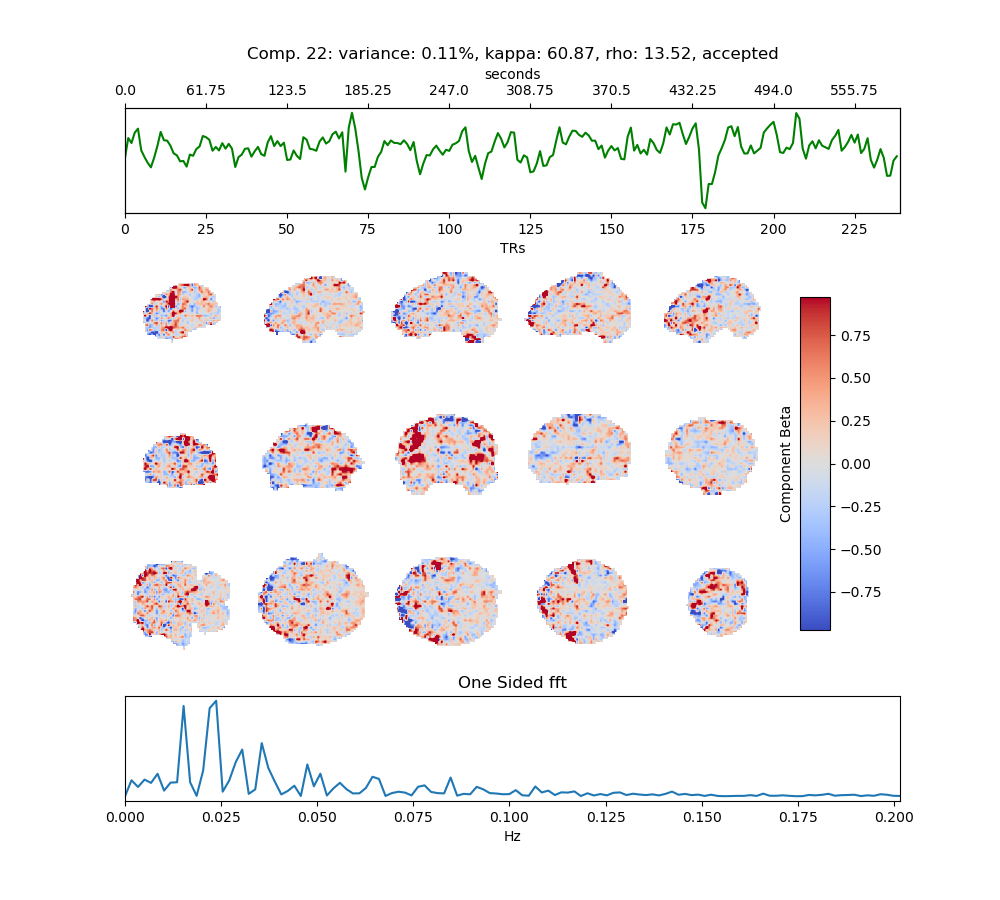 Comp. 22: variance: 0.11%, kappa: 60.87, rho: 13.52, accepted
seconds
0.0 61.75 123.5 185.25 247.0 308.75 370.5 432.25 494.0 555.75
0 25 50 75 100 125 150 175 200 225
TRs
0.75
0.50
0.25
0.00
−0.25
−0.50
−0.75
Component Beta
One Sided fft
0.000 0.025 0.050 0.075 0.100 0.125 0.150 0.175 0.200
Hz